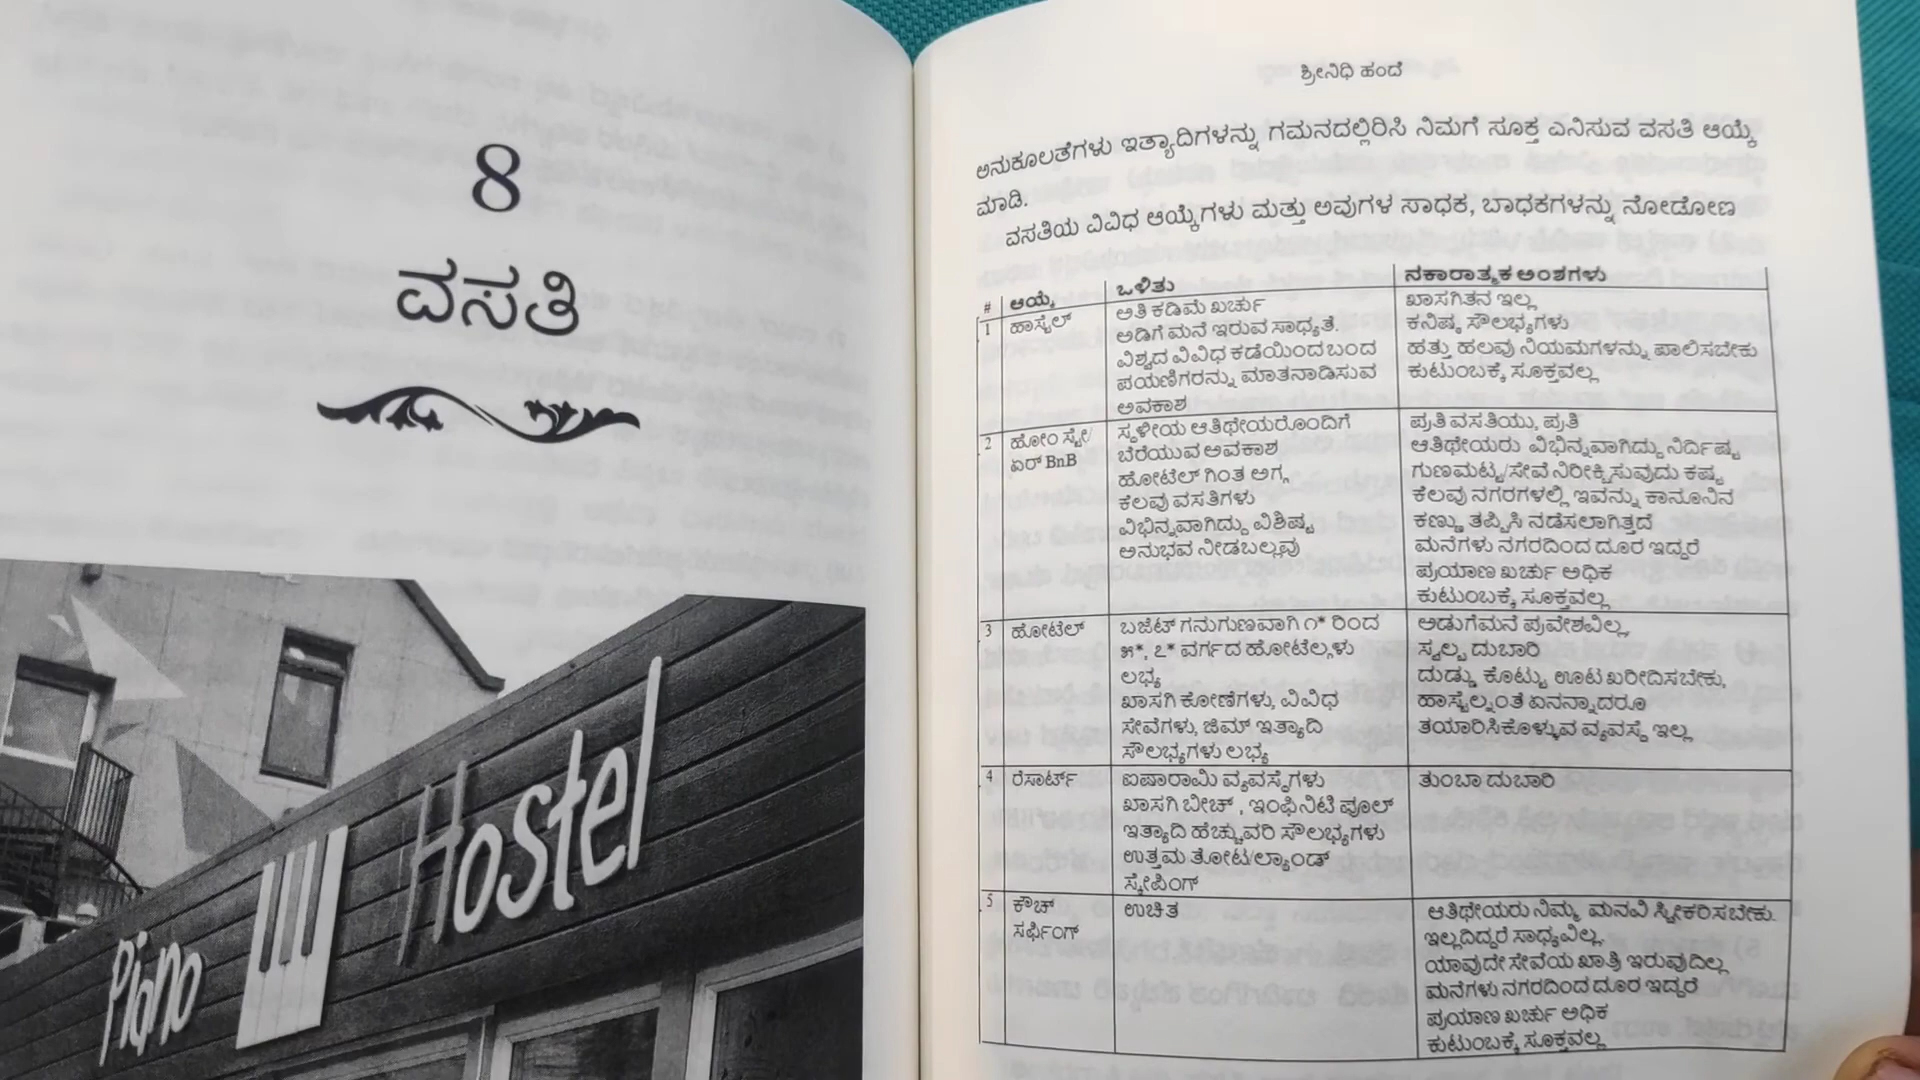 8
ವಸತಿ
Piano Hostel
ಶ್ರೀನಿಧಿ ಹಂದೆ
ಅನುಕೂಲತೆಗಳು ಇತ್ಯಾದಿಗಳನ್ನು ಗಮನದಲ್ಲಿರಿಸಿ ನಿಮಗೆ ಸೂಕ್ತ ಎನಿಸುವ ವಸತಿ ಆಯ್ಕೆ
ಮಾಡಿ.
ವಸತಿಯ ವಿವಿಧ ಆಯ್ಕೆಗಳು ಮತ್ತು ಅವುಗಳ ಸಾಧಕ, ಬಾಧಕಗಳನ್ನು ನೋಡೋಣ
# ಆಯ್ಕೆ ಒಳಿತು ನಕಾರಾತ್ಮಕ ಅಂಶಗಳು
1 ಹಾಸ್ಟೆಲ್
ಅತಿ ಕಡಿಮೆ ಖರ್ಚು
ಅಡಿಗೆ ಮನೆ ಇರುವ ಸಾಧ್ಯತೆ.
ವಿಶ್ವದ ವಿವಿಧ ಕಡೆಯಿಂದ ಬಂದ
ಪಯಣಿಗರನ್ನು ಮಾತನಾಡಿಸುವ
ಅವಕಾಶ
ಖಾಸಗಿತನ ಇಲ್ಲ
ಕನಿಷ್ಠ ಸೌಲಭ್ಯಗಳು
ಹತ್ತು ಹಲವು ನಿಯಮಗಳನ್ನು ಪಾಲಿಸಬೇಕು
ಕುಟುಂಬಕ್ಕೆ ಸೂಕ್ತವಲ್ಲ
2 ಹೋಂ ಸ್ಟೇ/
ಏರ್ BnB
ಸ್ಥಳೀಯ ಆತಿಥೇಯರೊಂದಿಗೆ
ಬೆರೆಯುವ ಅವಕಾಶ
ಹೋಟೆಲ್ ಗಿಂತ ಅಗ್ಗ
ಕೆಲವು ವಸತಿಗಳು
ವಿಭಿನ್ನವಾಗಿದ್ದು ವಿಶಿಷ್ಟ
ಅನುಭವ ನೀಡಬಲ್ಲವು
ಪ್ರತಿ ವಸತಿಯು, ಪ್ರತಿ
ಆತಿಥೇಯರು ವಿಭಿನ್ನವಾಗಿದ್ದು ನಿರ್ದಿಷ್ಟ
ಗುಣಮಟ್ಟ/ಸೇವೆ ನಿರೀಕ್ಷಿಸುವುದು ಕಷ್ಟ
ಕೆಲವು ನಗರಗಳಲ್ಲಿ ಇವನ್ನು ಕಾನೂನಿನ
ಕಣ್ಣು ತಪ್ಪಿಸಿ ನಡೆಸಲಾಗಿತ್ತದೆ
ಮನೆಗಳು ನಗರದಿಂದ ದೂರ ಇದ್ದರೆ
ಪ್ರಯಾಣ ಖರ್ಚು ಅಧಿಕ
ಕುಟುಂಬಕ್ಕೆ ಸೂಕ್ತವಲ್ಲ
3 ಹೋಟೆಲ್
ಬಜೆಟ್ ಗನುಗುಣವಾಗಿ ೧* ರಿಂದ
೫*, ೭* ವರ್ಗದ ಹೋಟೆಲ್ಗಳು
ಲಭ್ಯ
ಖಾಸಗಿ ಕೋಣೆಗಳು, ವಿವಿಧ
ಸೇವೆಗಳು, ಜಿಮ್ ಇತ್ಯಾದಿ
ಸೌಲಭ್ಯಗಳು ಲಭ್ಯ
ಅಡುಗೆಮನೆ ಪ್ರವೇಶವಿಲ್ಲ,
ಸ್ವಲ್ಪ ದುಬಾರಿ
ದುಡ್ಡು ಕೊಟ್ಟು ಊಟ ಖರೀದಿಸಬೇಕು,
ಹಾಸ್ಟೆಲ್ನಂತೆ ಏನನ್ನಾದರೂ
ತಯಾರಿಸಿಕೊಳ್ಳುವ ವ್ಯವಸ್ಥೆ ಇಲ್ಲ
4 ರೆಸಾರ್ಟ್
ಐಷಾರಾಮಿ ವ್ಯವಸ್ಥೆಗಳು
ಖಾಸಗಿ ಬೀಚ್ , ಇಂಫಿನಿಟಿ ಪೂಲ್
ಇತ್ಯಾದಿ ಹೆಚ್ಚುವರಿ ಸೌಲಭ್ಯಗಳು
ಉತ್ತಮ ತೋಟ/ಲ್ಯಾಂಡ್
ಸ್ಕೇಪಿಂಗ್
ತುಂಬಾ ದುಬಾರಿ
5 ಕೌಚ್
ಸರ್ಫಿಂಗ್
ಉಚಿತ
ಆತಿಥೇಯರು ನಿಮ್ಮ ಮನವಿ ಸ್ವೀಕರಿಸಬೇಕು.
ಇಲ್ಲದಿದ್ದರೆ ಸಾಧ್ಯವಿಲ್ಲ.
ಯಾವುದೇ ಸೇವೆಯ ಖಾತ್ರಿ ಇರುವುದಿಲ್ಲ
ಮನೆಗಳು ನಗರದಿಂದ ದೂರ ಇದ್ದರೆ
ಪ್ರಯಾಣ ಖರ್ಚು ಅಧಿಕ
ಕುಟುಂಬಕ್ಕೆ ಸೂಕ್ತವಲ್ಲ